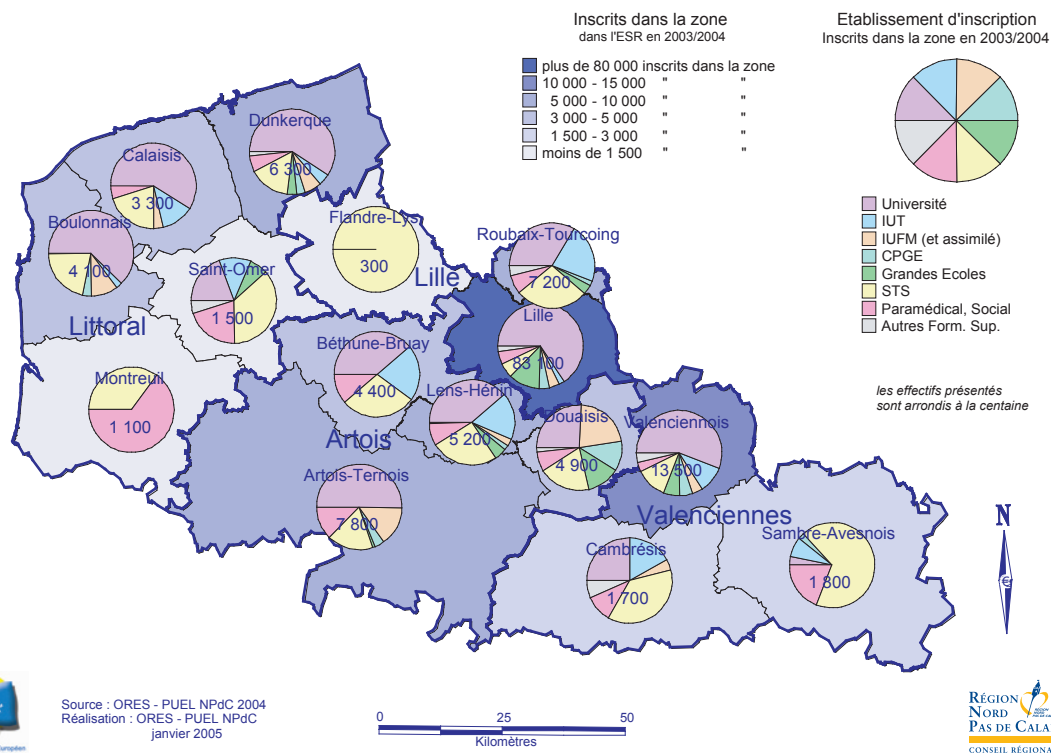 Inscrits dans la zone
dans l'ESR en 2003/2004
plus de 80 000 inscrits dans la zone
10 000 - 15 000 " "
5 000 - 10 000 " "
3 000 - 5 000 " "
1 500 - 3 000 " "
moins de 1 500 " "
Etablissement d'inscription
Inscrits dans la zone en 2003/2004
Université
IUT
IUFM (et assimilé)
CPGE
Grandes Ecoles
STS
Paramédical, Social
Autres Form. Sup.
les effectifs présentés
sont arrondis à la centaine
Dunkerque
6 300
Calaisis
3 300
Boulonnais
4 100
Flandre-Lys
300
Saint-Omer
1 500
Roubaix-Tourcoing
7 200
Lille
Lille
83 100
Littoral
Montreuil
1 100
Béthune-Bruay
4 400
Lens-Hénin
5 200
Artois
Douaisis
4 900
Valenciennois
13 500
Artois-Ternois
7 800
Valenciennes
Cambrésis
1 700
Sambre-Avesnois
1 800
N
Source : ORES - PUEL NPdC 2004
Réalisation : ORES - PUEL NPdC
janvier 2005
0 25 50
Kilomètres
RÉGION
NORD
PAS DE CALA
CONSEIL RÉGIONA